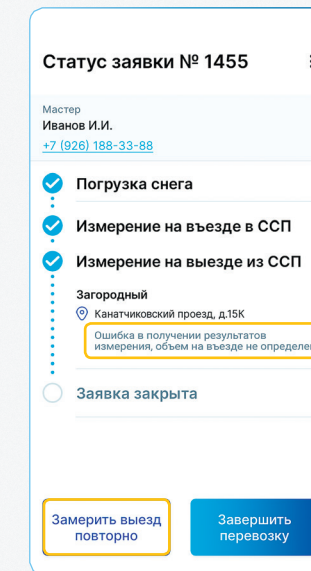 Статус заявки № 1455
Мастер
Иванов И.И.
+7 (926) 188-33-88
Погрузка снега
Измерение на въезде в ССП
Измерение на выезде из ССП
Загородный
Канатчиковский проезд, д.15К
Ошибка в получении результатов
измерения, объем на въезде не определен
Заявка закрыта
Замерить выезд
повторно
Завершить
перевозку